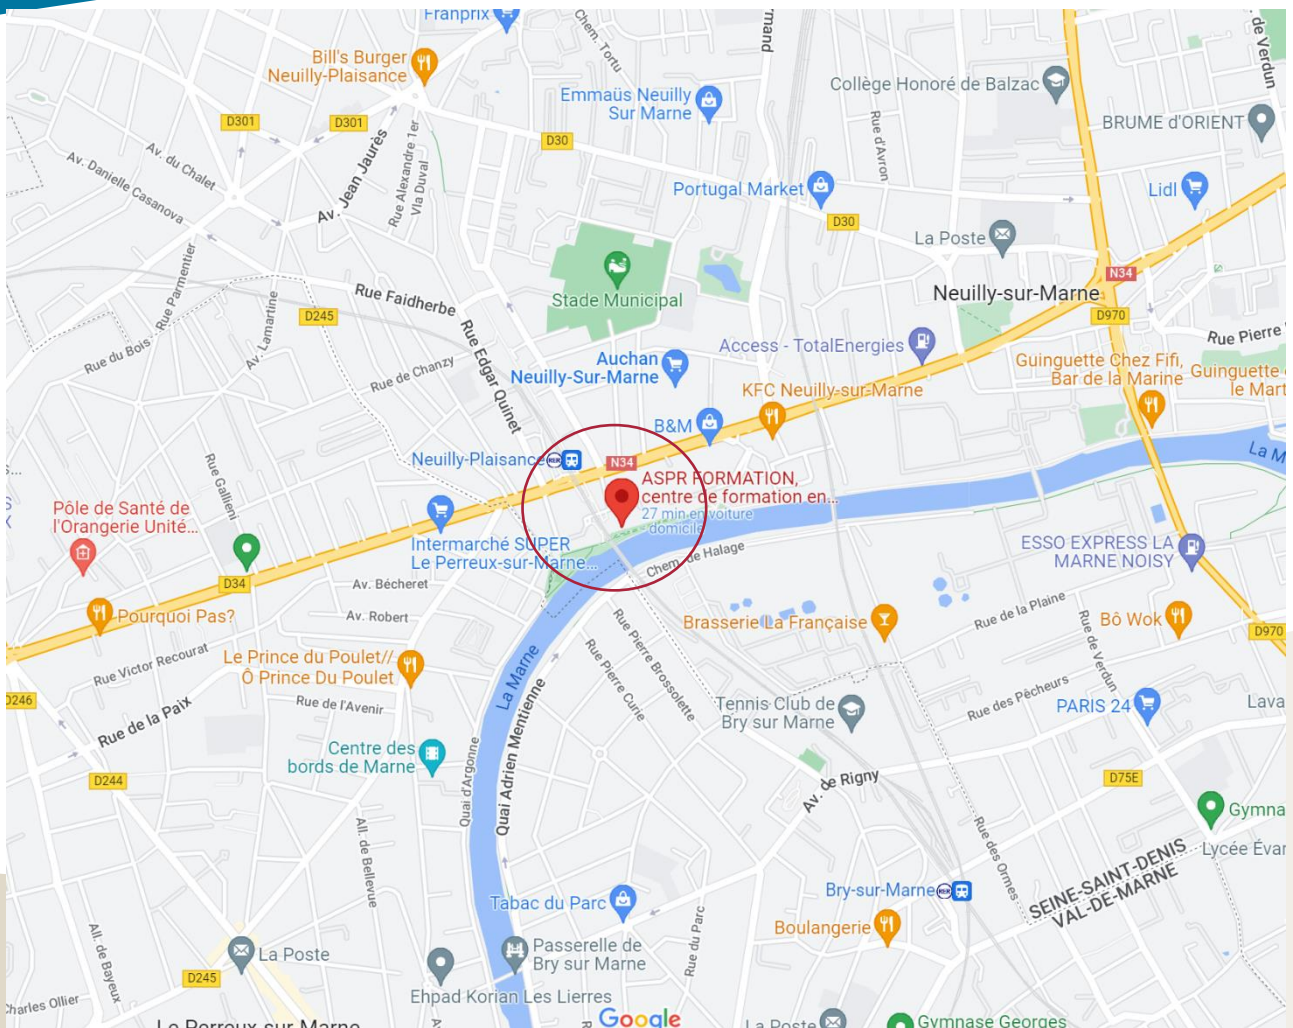 Franprix
Chem. Tortu
rmand
. de Verdun
Bill's Burger
Neuilly-Plaisance
Collège Honoré de Balzac
Emmaüs Neuilly
Sur Marne
BRUME d'ORIENT
D301
D301
D30
Rue d'Avron
Av. du Chalet
Av. Danielle Casanova
Av. Jean Jaurès
Rue Alexandre 1er
Vla Duval
Portugal Market
Lidl
D30
La Poste
Rue Parmentier
Stade Municipal
N34
Neuilly-sur-Marne
Rue Faidherbe
D245
D970
Rue Pierre
Av. Lamartine
Rue du Bois
Rue Edgar Quinet
Access - TotalEnergies
Auchan
Neuilly-Sur-Marne
Rue de Chanzy
Guinguette Chez Fifi,
Bar de la Marine
Guinguette
le Mart
KFC Neuilly-sur-Marne
B&M
La M
Neuilly-Plaisance
RER
N34
Rue Gallieni
ASPR FORMATION,
centre de formation en...
27 min en voiture
domicile
Pôle de Santé de
l'Orangerie Unité...
Intermarché SUPER
Le Perreux-sur-Marne...
Chem. de Halage
ESSO EXPRESS LA
MARNE NOISY
D34
Av. Bécheret
Pourquoi Pas?
Av. Robert
Brasserie La Française
Rue de la Plaine
Bô Wok
D970
Rue Pierre Brossolette
Rue Pierre Curie
Rue de Verdun
Rue Victor Recourat
Le Prince du Poulet//
Ô Prince Du Poulet
La Marne
Quai Adrien Mentienne
D246
Rue de la Paix
Rue de l'Avenir
Tennis Club de
Bry sur Marne
Rue des Pêcheurs
PARIS 24
Lava
Centre des
bords de Marne
Quai d'Argonne
D244
Av. de Rigny
D75E
Gymna
All. de Bellevue
Rue des Ormes
Lycée Évar
SEINE-SAINT-DENIS
VAL-DE-MARNE
Bry-sur-Marne
RER
Tabac du Parc
Boulangerie
All. de Bayeux
La Poste
Passerelle de
Bry sur Marne
Rue du Parc
D245
Ehpad Korian Les Lierres
Charles Ollier
Le Perreux-sur-Marne
Google
La Poste
Gymnase Georges